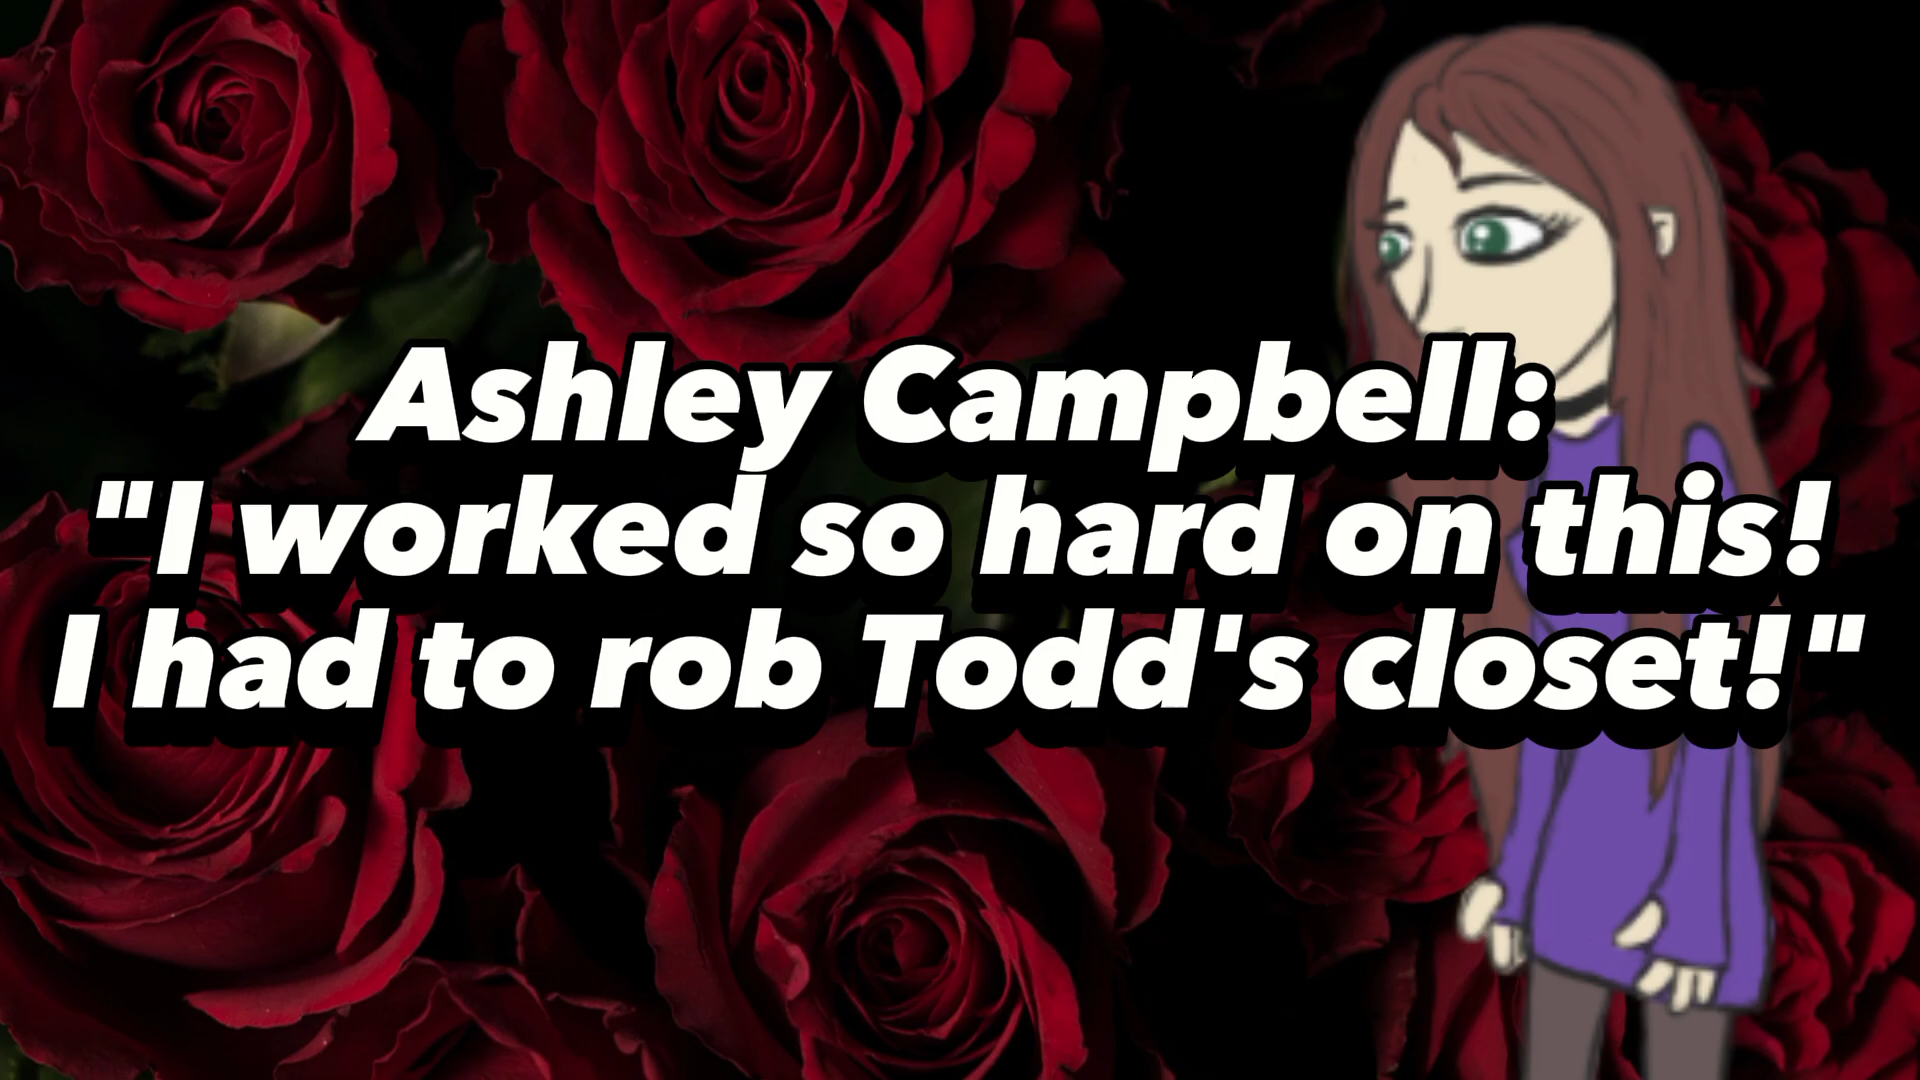 Ashley Campbell:
"I worked so hard on this!
I had to rob Todd's closet!"